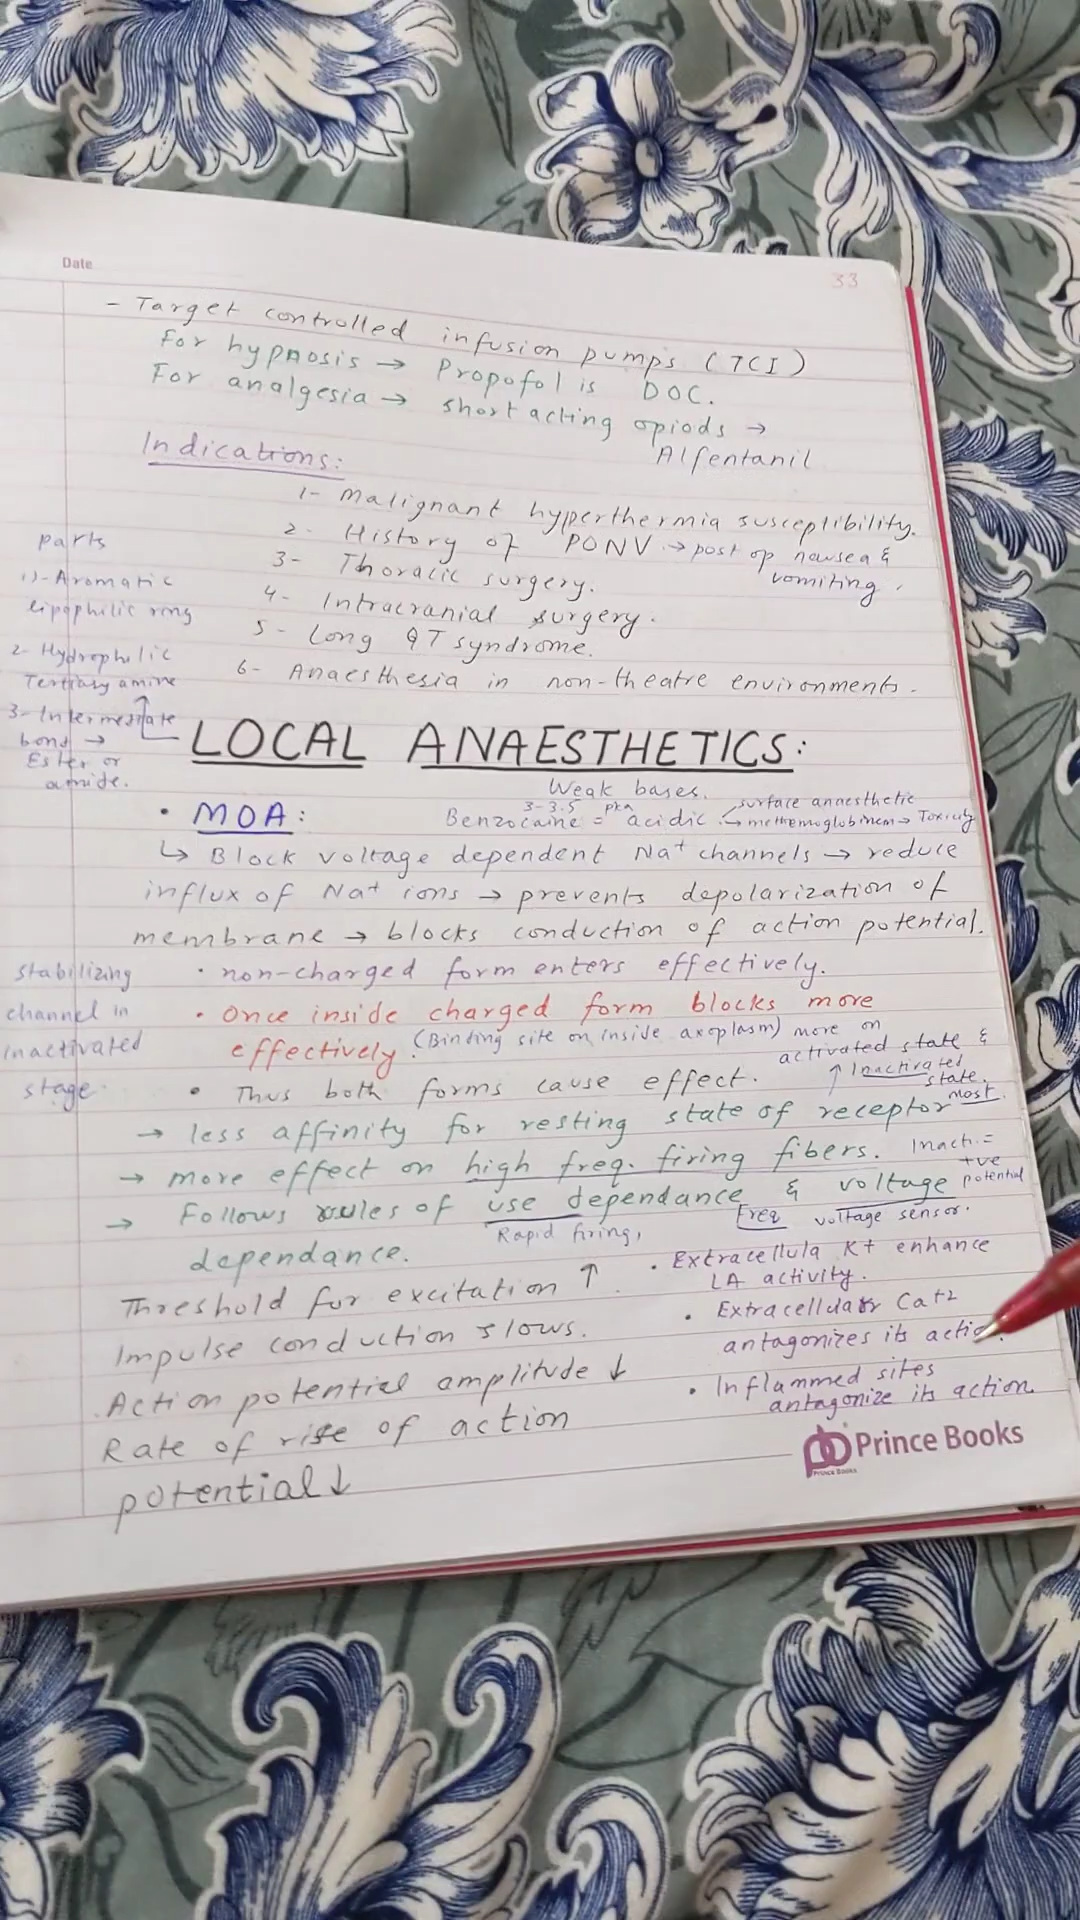 Date
33
- Target controlled infusion pumps (TCI)
For hypnosis → Propofol is DOC.
For analgesia → short acting opiods →
Alfentanil
Indications:
1- Malignant hyperthermia susceptibility.
2- History of PONV → post op nausea &
vomiting.
3- Thoracic surgery.
4- Intracranial surgery.
5- Long QT syndrome.
6- Anaesthesia in non-theatre environments.
parts
1)-Aromatic
lipophilic ring
2- Hydrophilic
Tertiary amine
3- Intermediate
bond →
Ester or
amide.
LOCAL ANAESTHETICS:
Weak bases.
• MOA:
3-3.5 pka
Benzocaine = acidic → surface anaesthetic
→ methemoglobinem → Toxicity
↳ Block voltage dependent Na+ channels → reduce
influx of Na+ ions → prevents depolarization of
membrane → blocks conduction of action potential.
• non-charged form enters effectively.
• Once inside charged form blocks more
effectively. (Binding site on inside axoplasm)
more on
activated state &
↑ Inactivated
state.
most.
• Thus both forms cause effect.
stabilizing
channel in
inactivated
stage.
→ less affinity for resting state of receptor
→ more effect on high freq. firing fibers.
Inact. =
+ve
potential
→ Follows rules of use dependance & voltage
dependance.
Rapid firing,
Freq
voltage sensor.
Threshold for excitation ↑
Impulse conduction slows.
Action potential amplitude ↓
Rate of rise of action
potential ↓
• Extracellula K+ enhance
LA activity.
• Extracellular Ca+2
antagonizes its actio
• Inflammed sites
antagonize its action.
Prince Books
Prince Books